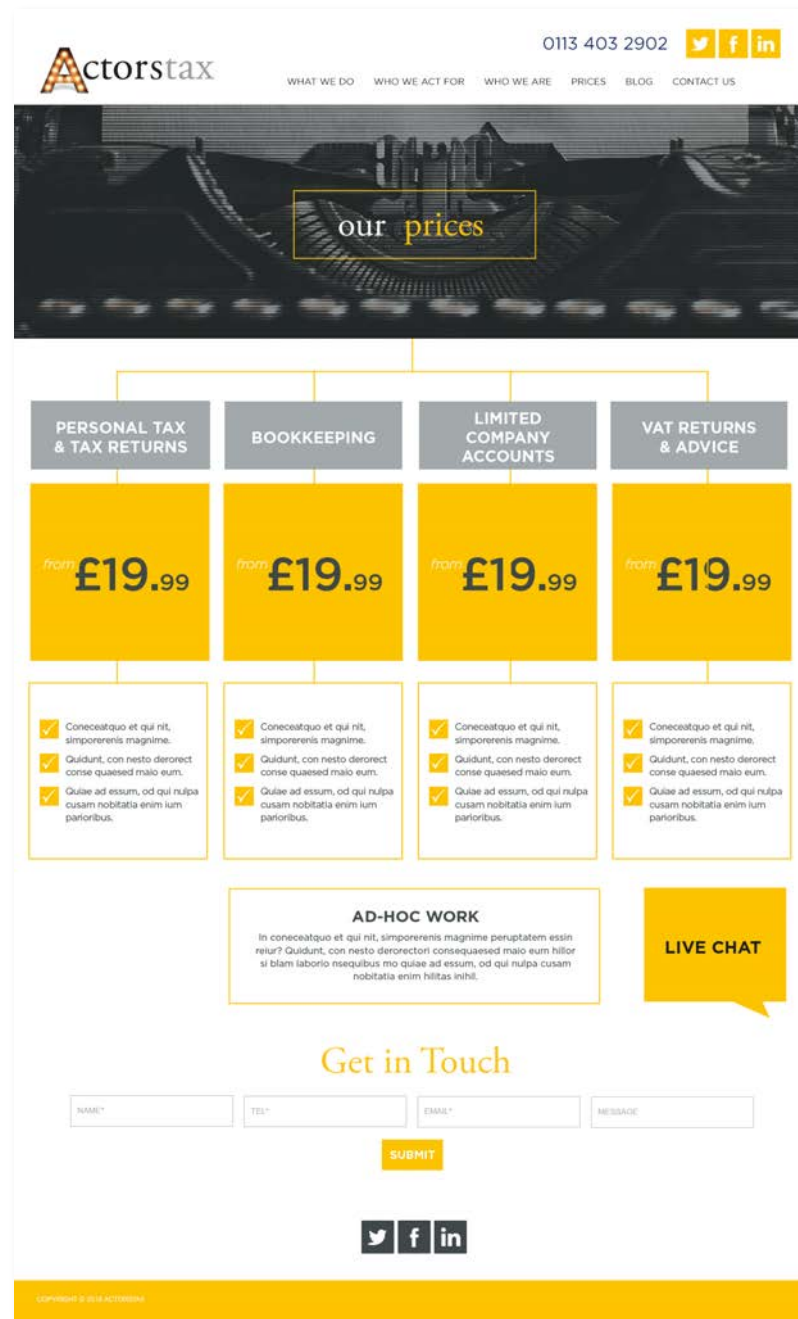 0113 403 2902
Actorstax
WHAT WE DO WHO WE ACT FOR WHO WE ARE PRICES BLOG CONTACT US
our prices
PERSONAL TAX
& TAX RETURNS
BOOKKEEPING
LIMITED
COMPANY
ACCOUNTS
VAT RETURNS
& ADVICE
from £19.99
from £19.99
from £19.99
from £19.99
Coneceatquo et qui nit,
simporerenis magnime.
Quidunt, con nesto derorect
conse quaesed maio eum.
Quiae ad essum, od qui nulpa
cusam nobitatia enim ium
parioribus.
Coneceatquo et qui nit,
simporerenis magnime.
Quidunt, con nesto derorect
conse quaesed maio eum.
Quiae ad essum, od qui nulpa
cusam nobitatia enim ium
parioribus.
Coneceatquo et qui nit,
simporerenis magnime.
Quidunt, con nesto derorect
conse quaesed maio eum.
Quiae ad essum, od qui nulpa
cusam nobitatia enim ium
parioribus.
Coneceatquo et qui nit,
simporerenis magnime.
Quidunt, con nesto derorect
conse quaesed maio eum.
Quiae ad essum, od qui nulpa
cusam nobitatia enim ium
parioribus.
AD-HOC WORK
In coneceatquo et qui nit, simporerenis magnime peruptatem essin
reiur? Quidunt, con nesto derorectori consequaesed maio eum hillor
si blam laborio nsequibus mo quiae ad essum, od qui nulpa cusam
nobitatia enim hilitas inihil.
LIVE CHAT
Get in Touch
NAME* TEL* EMAIL* MESSAGE
SUBMIT
COPYRIGHT © ACTORSTAX